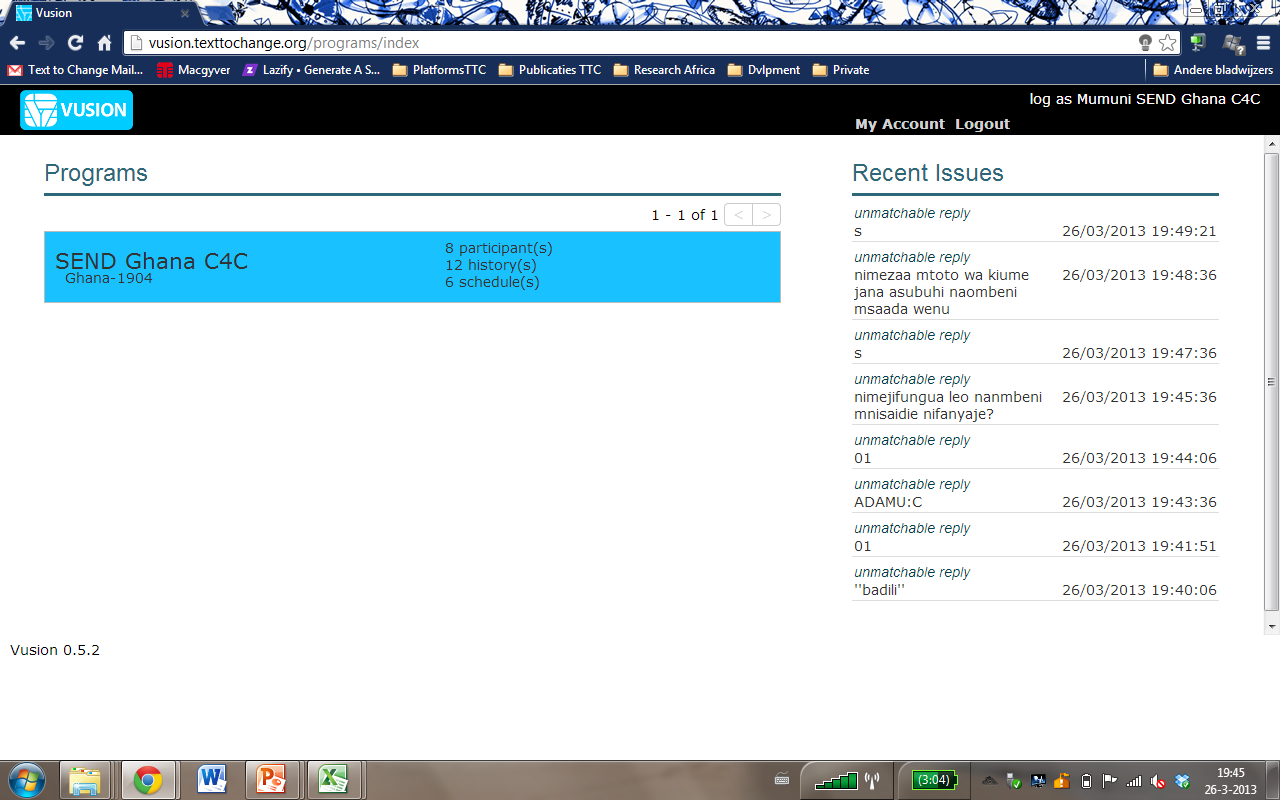 Vusion
vusion.texttochange.org/programs/index
Text to Change Mail... Macgyver Lazify • Generate A S... PlatformsTTC Publicaties TTC Research Africa Dvlpment Private Andere bladwijzers
VUSION
log as Mumuni SEND Ghana C4C
My Account Logout
Programs
1 - 1 of 1 < >
SEND Ghana C4C
Ghana-1904
8 participant(s)
12 history(s)
6 schedule(s)
Recent Issues
unmatchable reply
s 26/03/2013 19:49:21
unmatchable reply
nimezaa mtoto wa kiume 26/03/2013 19:48:36
jana asubuhi naombeni
msaada wenu
unmatchable reply
s 26/03/2013 19:47:36
unmatchable reply
nimejifungua leo nanmbeni 26/03/2013 19:45:36
mnisaidie nifanyaje?
unmatchable reply
01 26/03/2013 19:44:06
unmatchable reply
ADAMU:C 26/03/2013 19:43:36
unmatchable reply
01 26/03/2013 19:41:51
unmatchable reply
''badili'' 26/03/2013 19:40:06
Vusion 0.5.2
(3:04)
19:45
26-3-2013